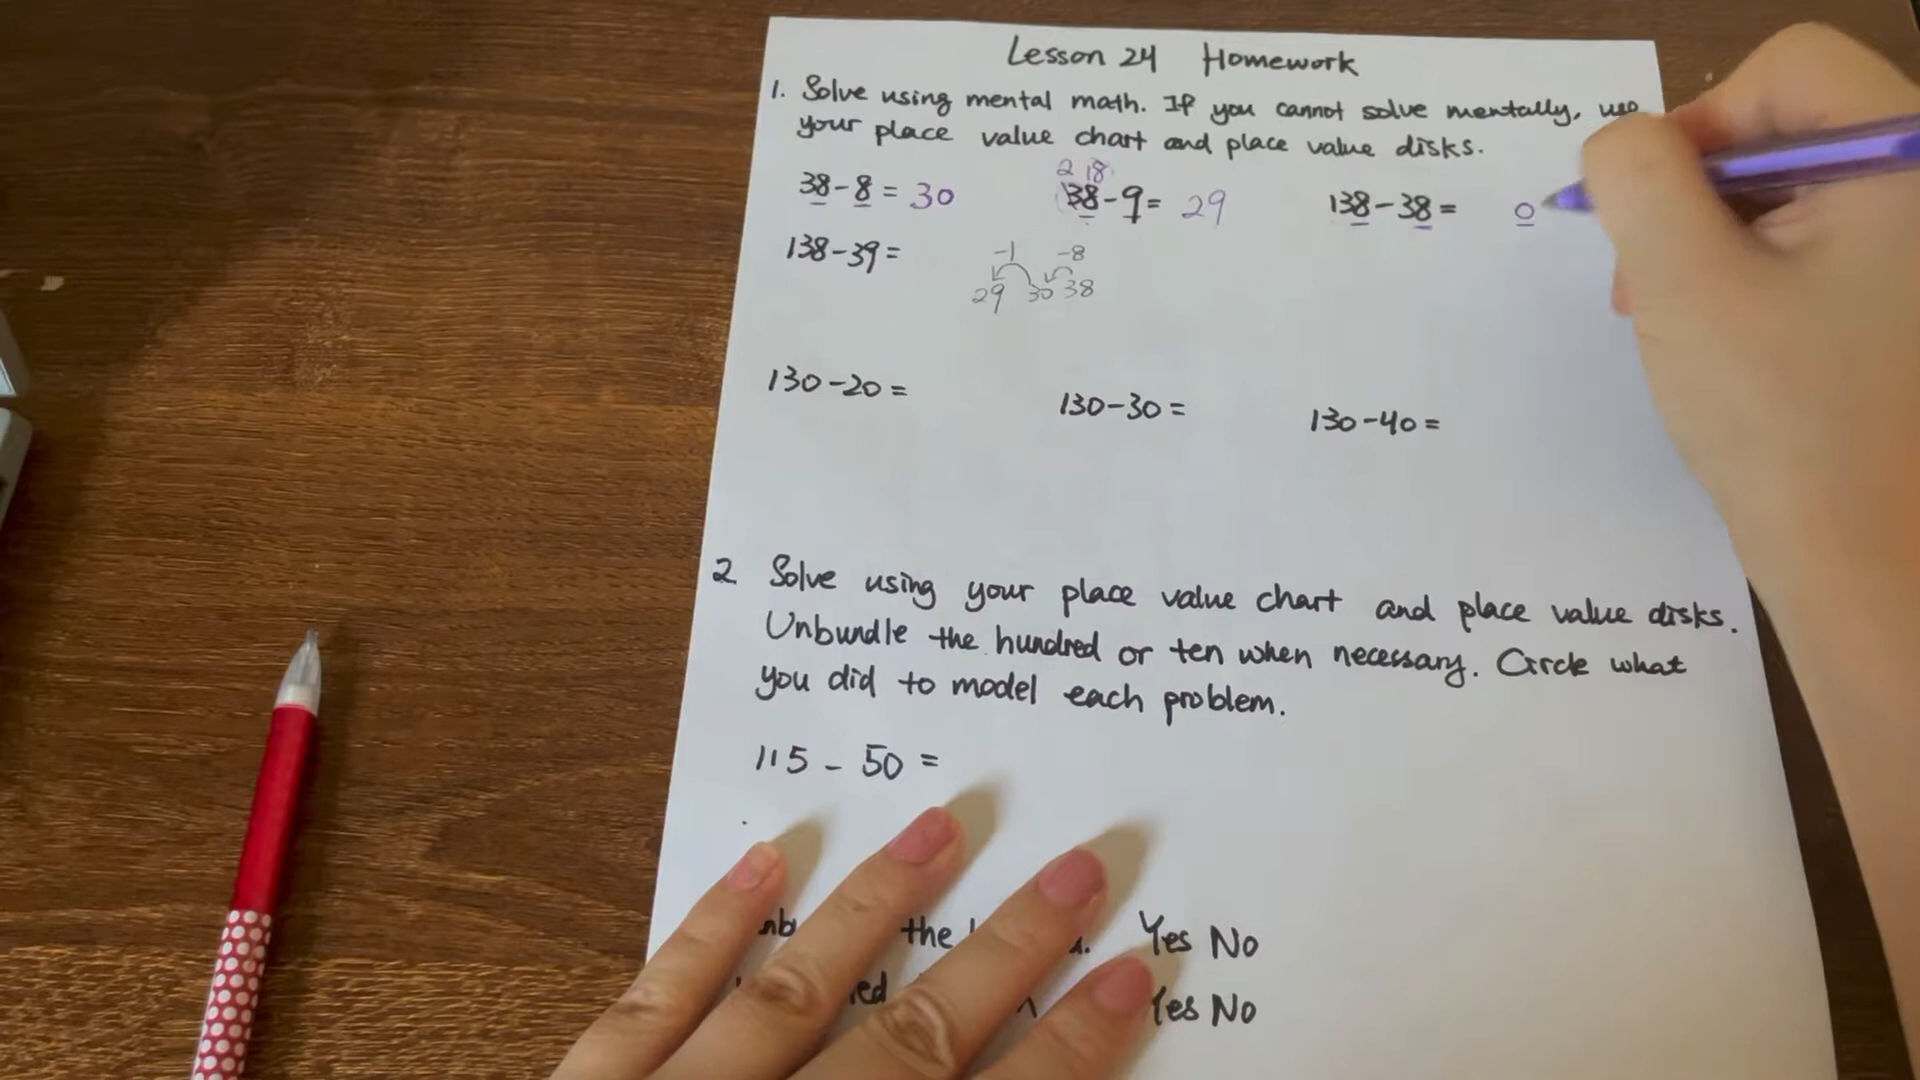 Lesson 24 Homework
1. Solve using mental math. If you cannot solve mentally, use
your place value chart and place value disks.
2 18
38-8 = 30 38-9= 29 138-38= 0
138-39=
-1 -8
29 30 38
130-20= 130-30= 130-40=
2 Solve using your place value chart and place value disks.
Unbundle the hundred or ten when necessary. Circle what
you did to model each problem.
115 - 50 =
the Yes No
Yes No